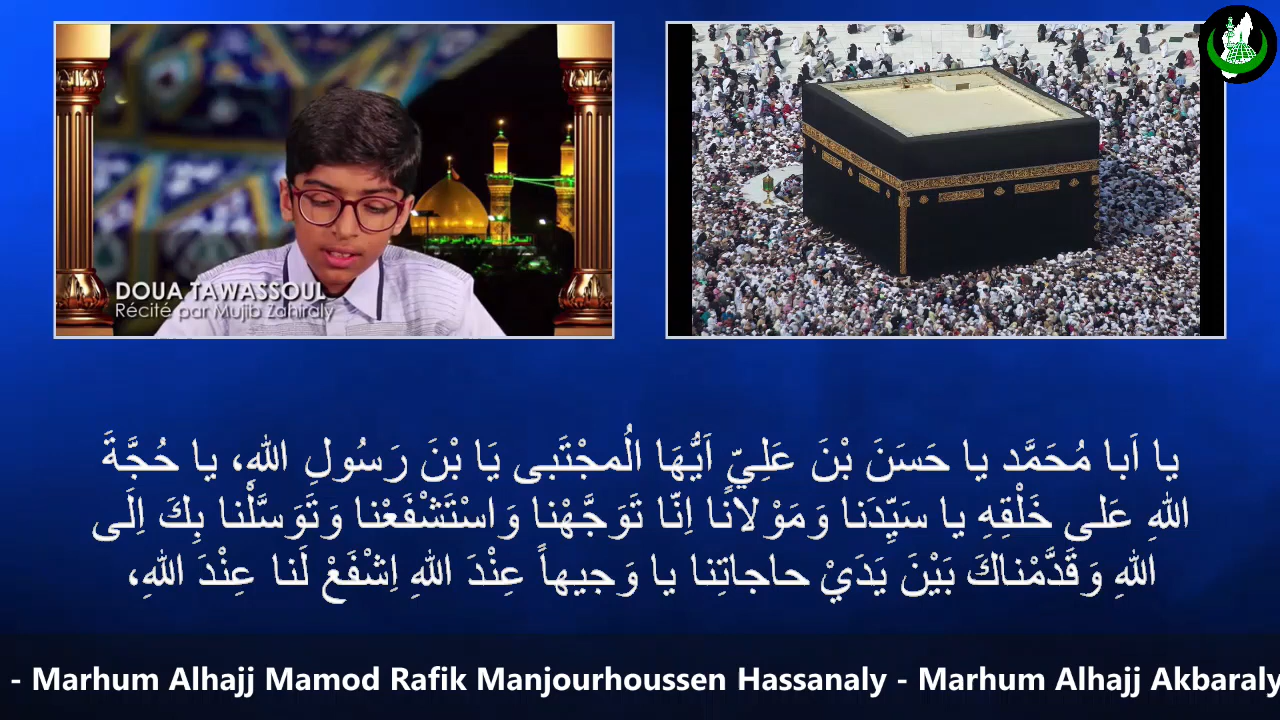 DOUA TAWASSOUL
Récité par Mujib Zahiraly
يا اَبا مُحَمَّد يا حَسَنَ بْنَ عَلِيّ اَيُّهَا الُمجْتَبى يَا بْنَ رَسُولِ اللهِ، يا حُجَّةَ
اللهِ عَلى خَلْقِهِ يا سَيِّدَنا وَمَوْلانا اِنّا تَوَجَّهْنا وَاسْتَشْفَعْنا وَتَوَسَّلْنا بِكَ اِلَى
اللهِ وَقَدَّمْناكَ بَيْنَ يَدَيْ حاجاتِنا يا وَجيهاً عِنْدَ اللهِ اِشْفَعْ لَنا عِنْدَ اللهِ،
- Marhum Alhajj Mamod Rafik Manjourhoussen Hassanaly - Marhum Alhajj Akbaraly